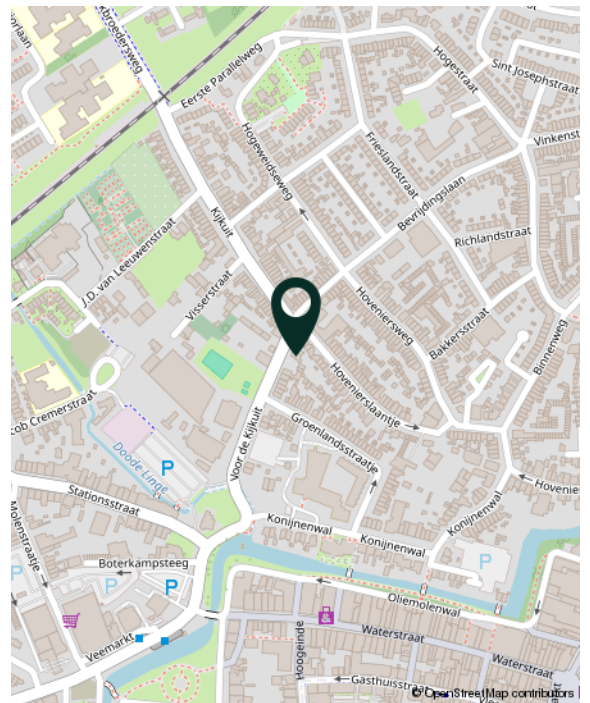 Eerste Parallelweg
Hogestraat
Sint Josephstraat
Hogeweidseweg
Frieslandstraat
Vinkenst
Kijkuit
Bevrijdingslaan
J.D. van Leeuwenstraat
Richlandstraat
Visserstraat
Hoveniersweg
Bakkersstraat
Binnenweg
Hovenierslaantje
ob Cremerstraat
Voor de Kijkuit
Groenlandsstraatje
P
Doode Linge
Stationsstraat
Hovenie
Konijnenwal
Konijnenwal
Konijnenwal
Molenstraatje
P
Boterkampsteeg
P
P
P
Oliemolenwal
Veemarkt
Hoogeinde
Waterstraat
Waterstraat
Gasthuisstraat
© OpenStreetMap contributors